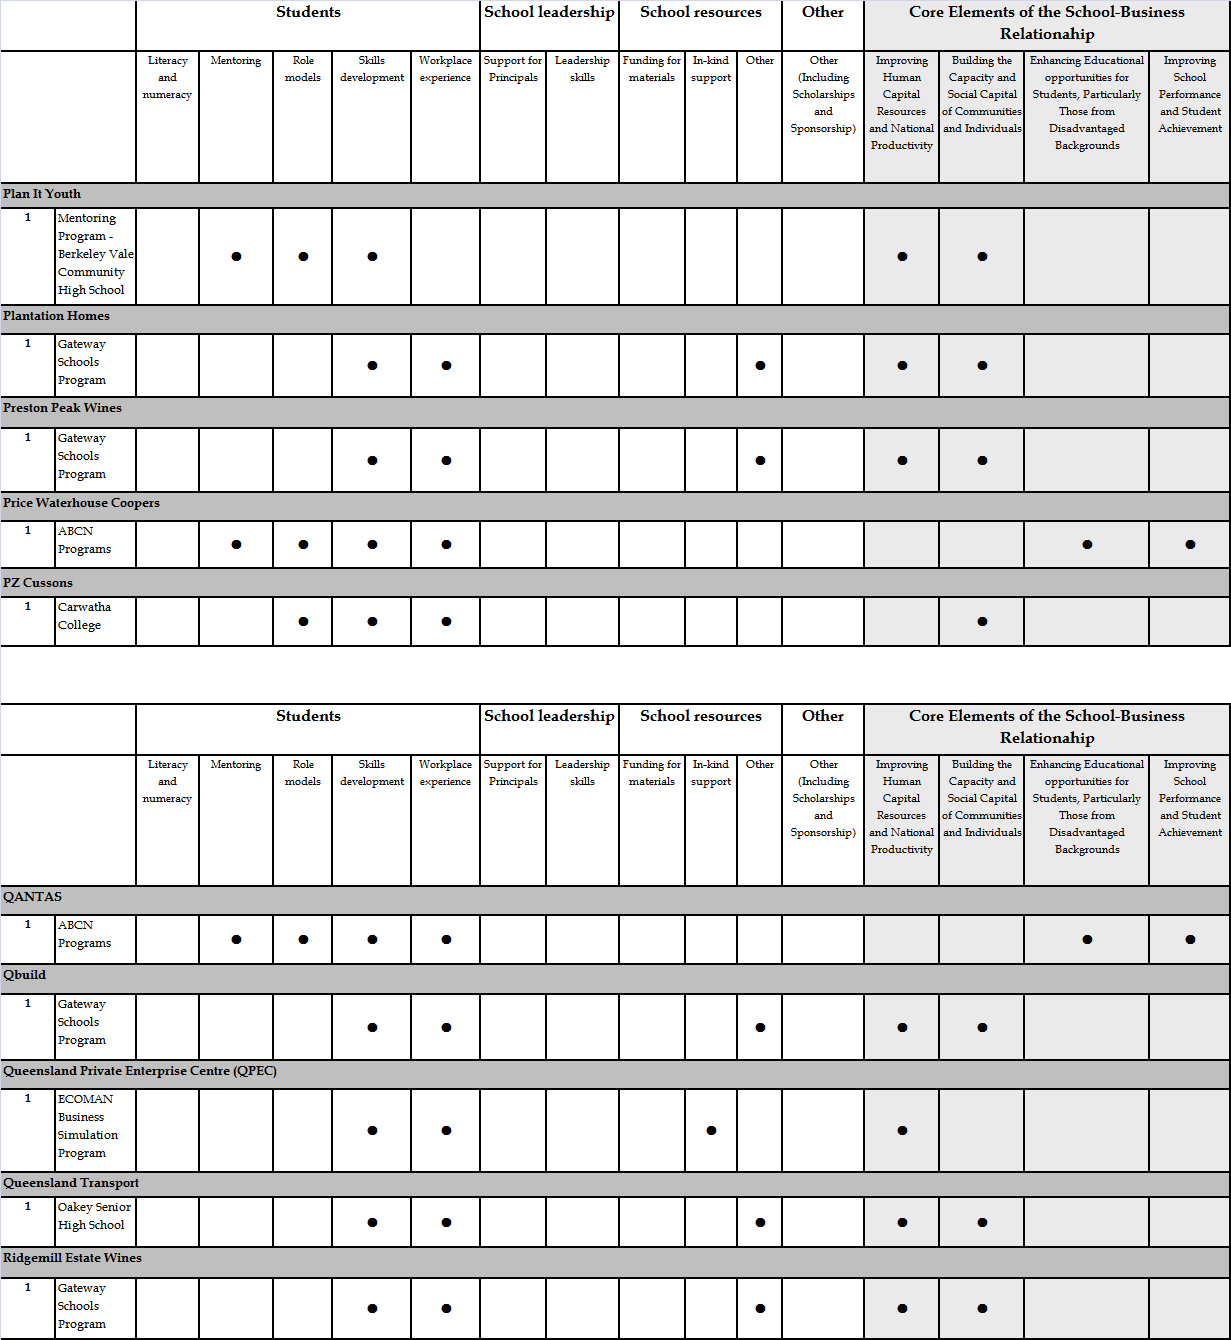 Students School leadership School resources Other Core Elements of the School-Business
Relationahip
Literacy Mentoring Role Skills Workplace Support for Leadership Funding for In-kind Other Other Improving Building the Enhancing Educational Improving
and models development experience Principals skills materials support (Including Human Capacity and opportunities for School
numeracy Scholarships Capital Social Capital Students, Particularly Performance
and Resources of Communities Those from and Student
Sponsorship) and National and Individuals Disadvantaged Achievement
Productivity Backgrounds
Plan It Youth
1 Mentoring
Program -
Berkeley Vale ● ● ● ● ●
Community
High School
Plantation Homes
1 Gateway
Schools ● ● ● ● ●
Program
Preston Peak Wines
1 Gateway
Schools ● ● ● ● ●
Program
Price Waterhouse Coopers
1 ABCN
Programs ● ● ● ● ● ●
PZ Cussons
1 Carwatha
College ● ● ● ●
Students School leadership School resources Other Core Elements of the School-Business
Relationahip
Literacy Mentoring Role Skills Workplace Support for Leadership Funding for In-kind Other Other Improving Building the Enhancing Educational Improving
and models development experience Principals skills materials support (Including Human Capacity and opportunities for School
numeracy Scholarships Capital Social Capital Students, Particularly Performance
and Resources of Communities Those from and Student
Sponsorship) and National and Individuals Disadvantaged Achievement
Productivity Backgrounds
QANTAS
1 ABCN
Programs ● ● ● ● ● ●
Qbuild
1 Gateway
Schools ● ● ● ● ●
Program
Queensland Private Enterprise Centre (QPEC)
1 ECOMAN
Business
Simulation ● ● ● ●
Program
Queensland Transport
1 Oakey Senior
High School ● ● ● ● ●
Ridgemill Estate Wines
1 Gateway
Schools ● ● ● ● ●
Program